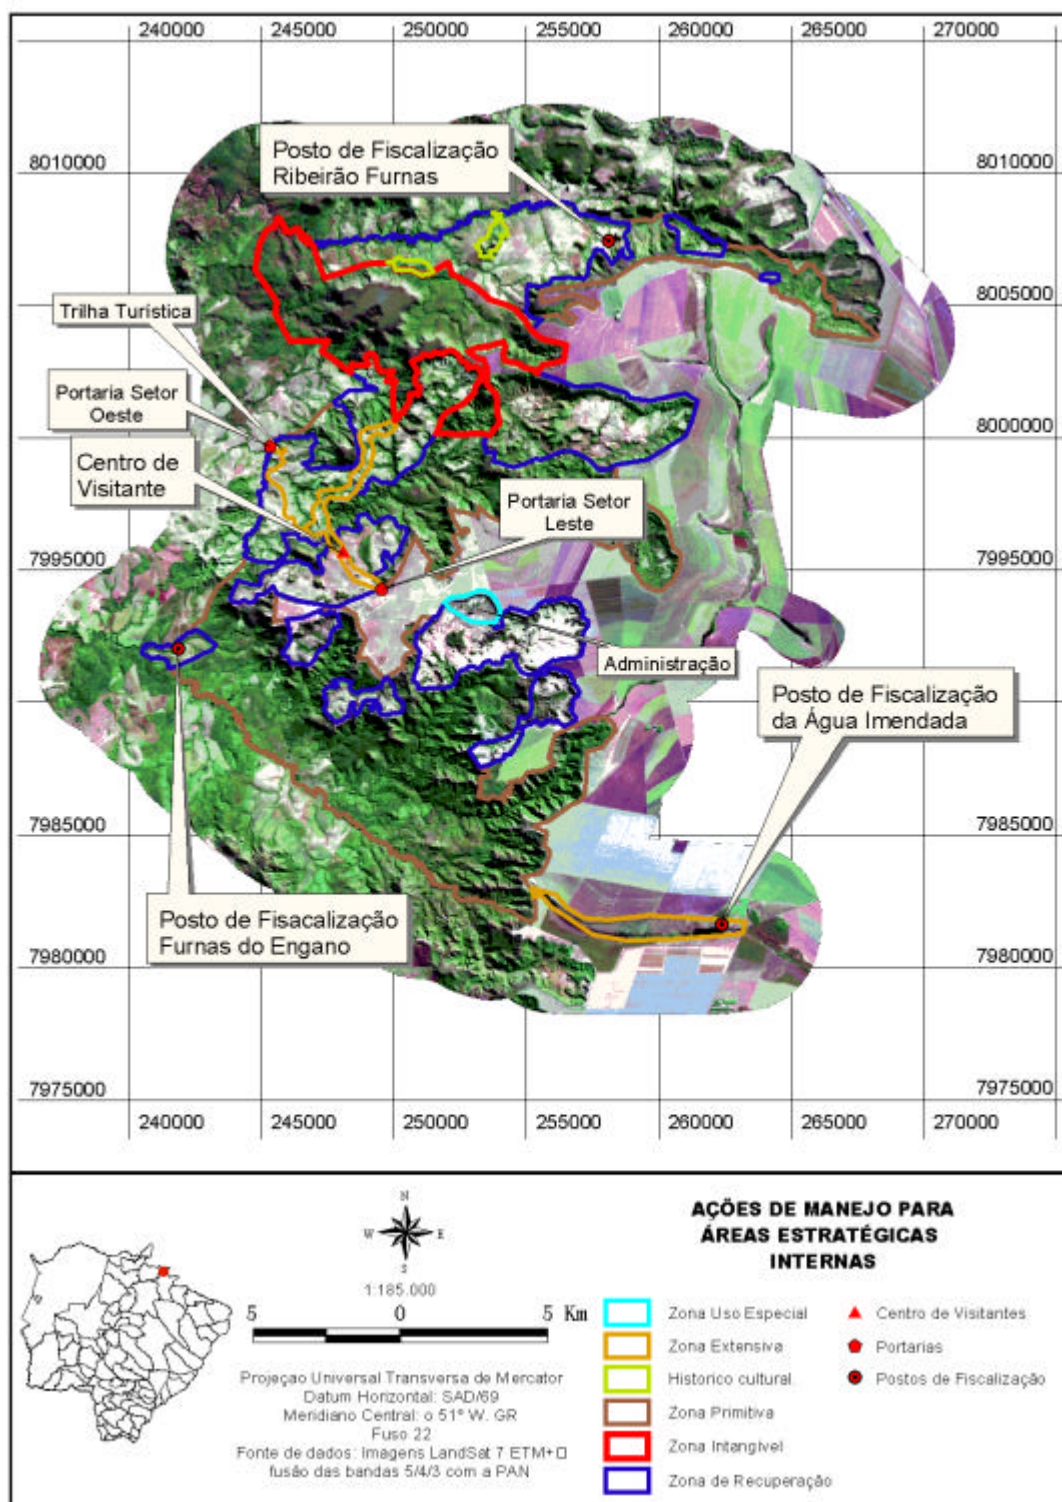 240000 245000 250000 255000 260000 265000 270000
Posto de Fiscalização
Ribeirão Furnas
8010000 8010000
8005000 8005000
Trilha Turística
Portaria Setor
Oeste
8000000 8000000
Centro de
Visitante
Portaria Setor
Leste
7995000 7995000
Administração
Posto de Fiscalização
da Água Imendada
7985000 7985000
Posto de Fisacalização
Furnas do Engano
7980000 7980000
7975000 7975000
240000 245000 250000 255000 260000 265000 270000
N
W E
S
1:185.000
5 0 5 Km
Projeçao Universal Transversa de Mercator
Datum Horizontal: SAD/69
Meridiano Central: o 51° W. GR
Fuso 22
Fonte de dados: Imagens LandSat 7 ETM+□
fusão das bandas 5/4/3 com a PAN
AÇÕES DE MANEJO PARA
ÁREAS ESTRATÉGICAS
INTERNAS
Zona Uso Especial
Zona Extensiva
Historico cultural
Zona Primitiva
Zona Intangível
Zona de Recuperação
Centro de Visitantes
Portarias
Postos de Fiscalização